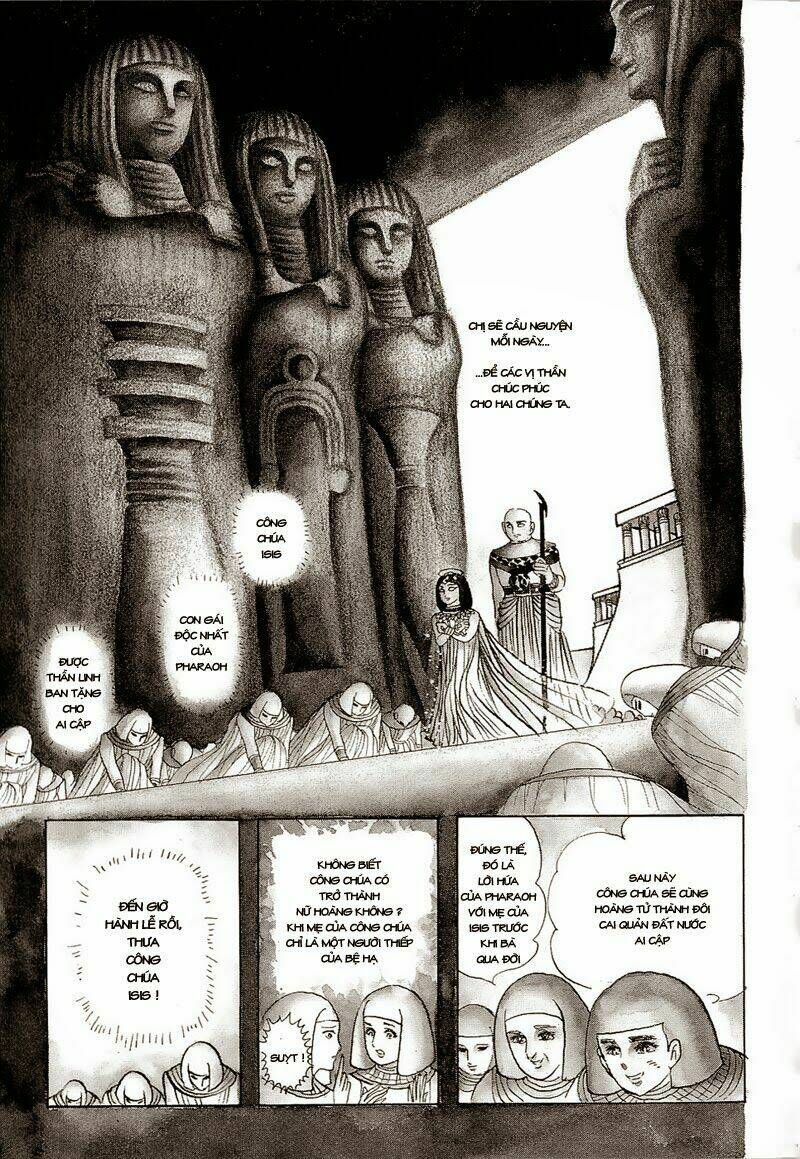 CHỊ SẼ CẦU NGUYỆN
MỖI NGÀY...
...ĐỂ CÁC VỊ THẦN
CHÚC PHÚC
CHO HAI CHÚNG TA.
CÔNG
CHÚA
ISIS
CON GÁI
ĐỘC NHẤT
CỦA
PHARAOH
ĐƯỢC
THẦN LINH
BAN TẶNG
CHO
AI CẬP
SAU NÀY
CÔNG CHÚA SẼ CÙNG
HOÀNG TỬ THÀNH ĐÔI
CAI QUẢN ĐẤT NƯỚC
AI CẬP
ĐÚNG THẾ,
ĐÓ LÀ
LỜI HỨA
CỦA PHARAOH
VỚI MẸ CỦA
ISIS TRƯỚC
KHI BÀ
QUA ĐỜI
KHÔNG BIẾT
CÔNG CHÚA CÓ
TRỞ THÀNH
NỮ HOÀNG KHÔNG ?
KHI MẸ CỦA CÔNG CHÚA
CHỈ LÀ MỘT NGƯỜI THIẾP
CỦA BỆ HẠ
SUYT !
ĐẾN GIỜ
HÀNH LỄ RỒI,
THƯA
CÔNG
CHÚA
ISIS !